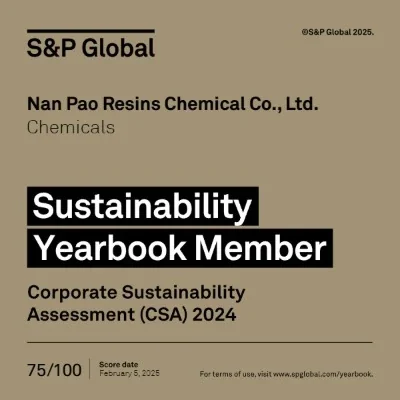 S&P Global
©S&P Global 2025.
Nan Pao Resins Chemical Co., Ltd.
Chemicals
Sustainability
Yearbook Member
Corporate Sustainability
Assessment (CSA) 2024
75/100
Score date
February 5, 2025
For terms of use, visit www.spglobal.com/yearbook.